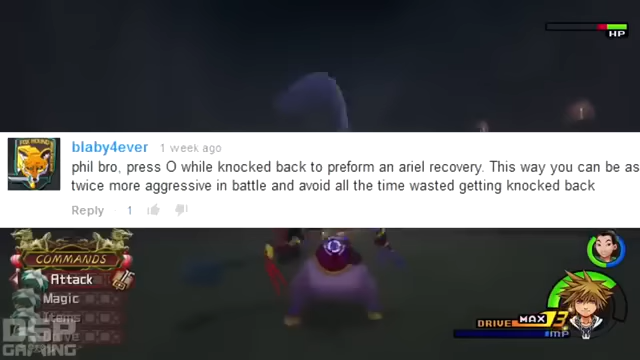 HP
FOX HOUND
blaby4ever 1 week ago
phil bro, press O while knocked back to preform an ariel recovery. This way you can be as
twice more aggressive in battle and avoid all the time wasted getting knocked back
Reply 1
COMMANDS
Attack
Magic
Items
Drive
DRIVE MAX 3
MP
DSP
GAMING